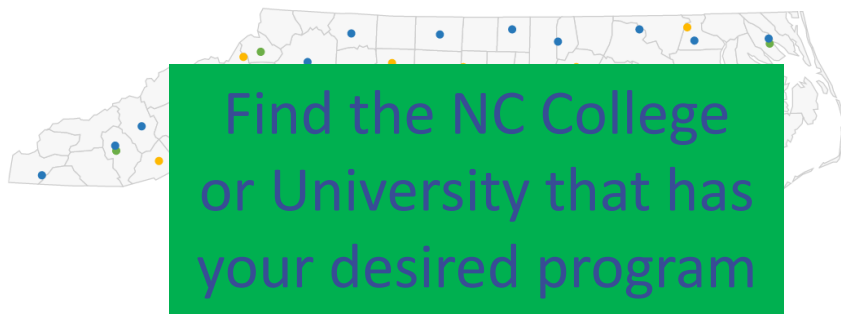 Find the NC College
or University that has
your desired program